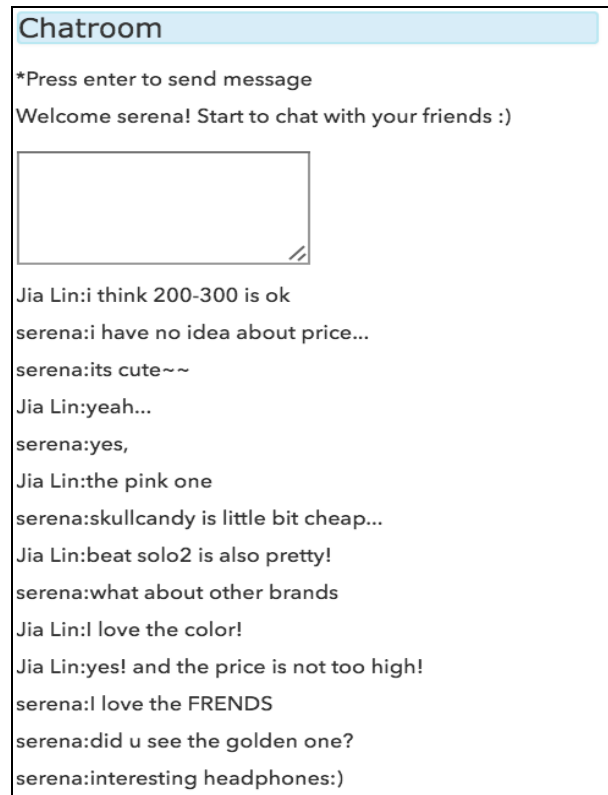 Chatroom
*Press enter to send message
Welcome serena! Start to chat with your friends :)
Jia Lin:i think 200-300 is ok
serena:i have no idea about price...
serena:its cute~~
Jia Lin:yeah...
serena:yes,
Jia Lin:the pink one
serena:skullcandy is little bit cheap...
Jia Lin:beat solo2 is also pretty!
serena:what about other brands
Jia Lin:I love the color!
Jia Lin:yes! and the price is not too high!
serena:I love the FRENDS
serena:did u see the golden one?
serena:interesting headphones:)